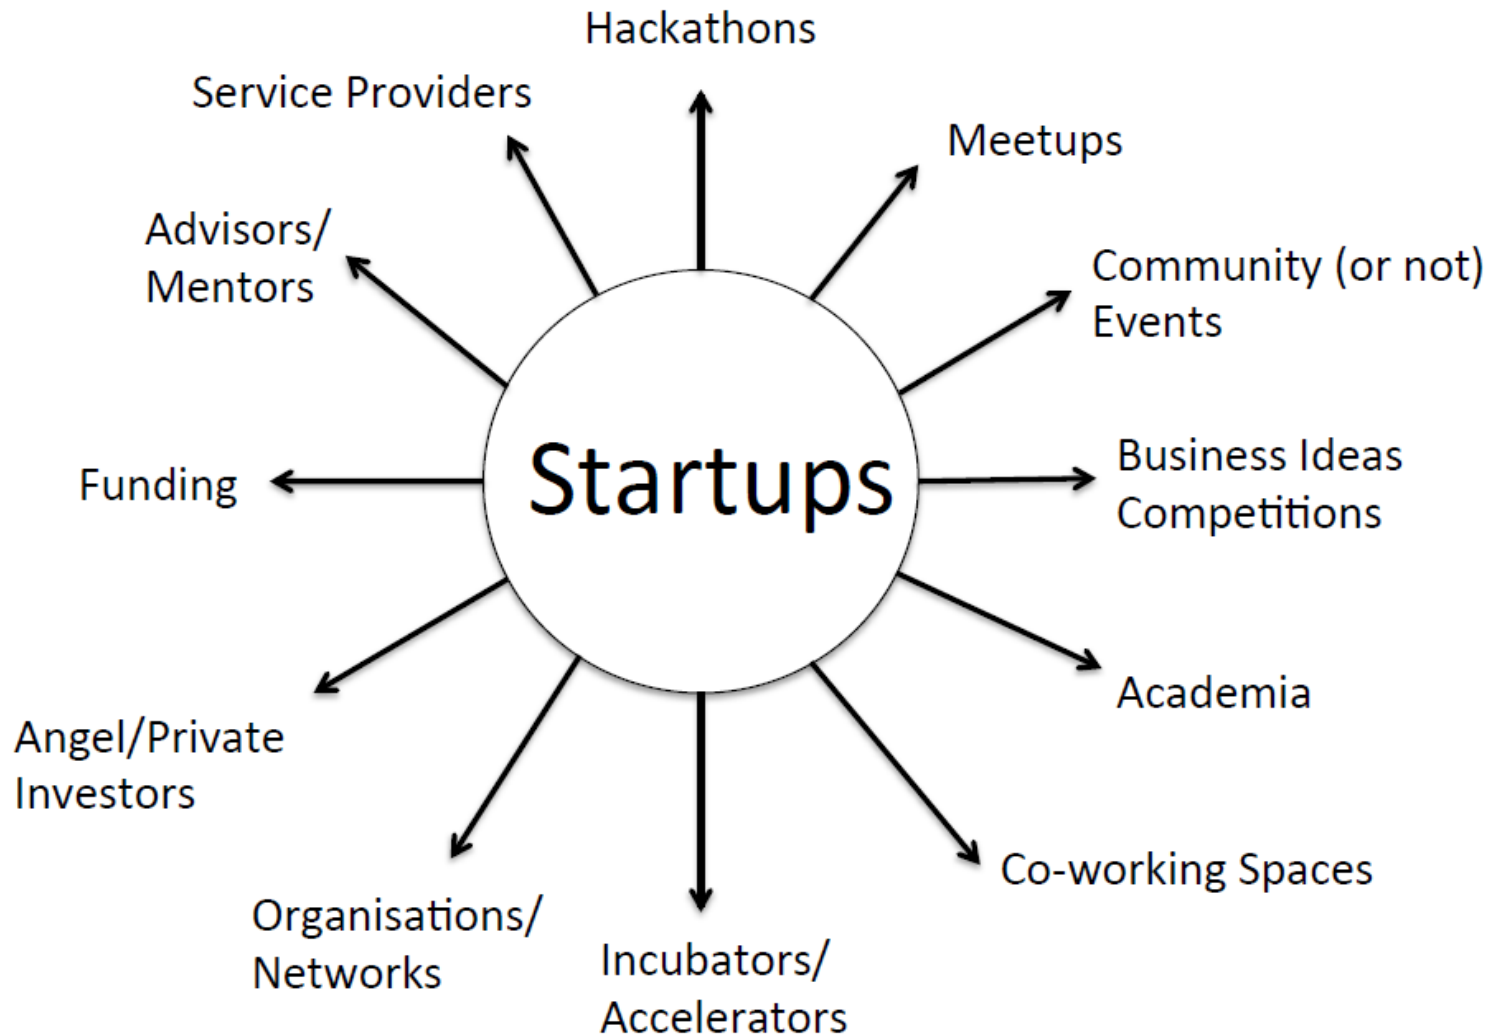 Hackathons
Service Providers
Meetups
Advisors/
Mentors
Community (or not)
Events
Funding
Startups
Business Ideas
Competitions
Academia
Angel/Private
Investors
Co-working Spaces
Organisations/
Networks
Incubators/
Accelerators